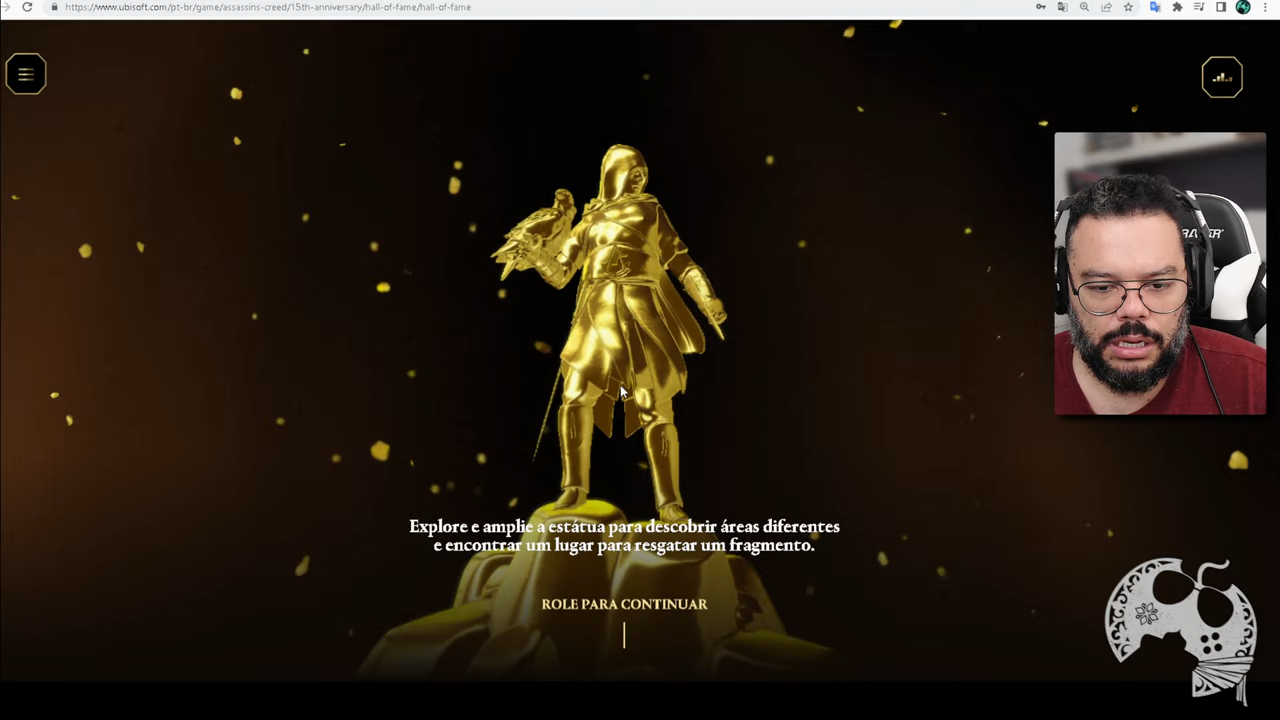 https://www.ubisoft.com/pt-br/game/assassins-creed/15th-anniversary/hall-of-fame/hall-of-fame
Explore e amplie a estátua para descobrir áreas diferentes
e encontrar um lugar para resgatar um fragmento.
ROLE PARA CONTINUAR